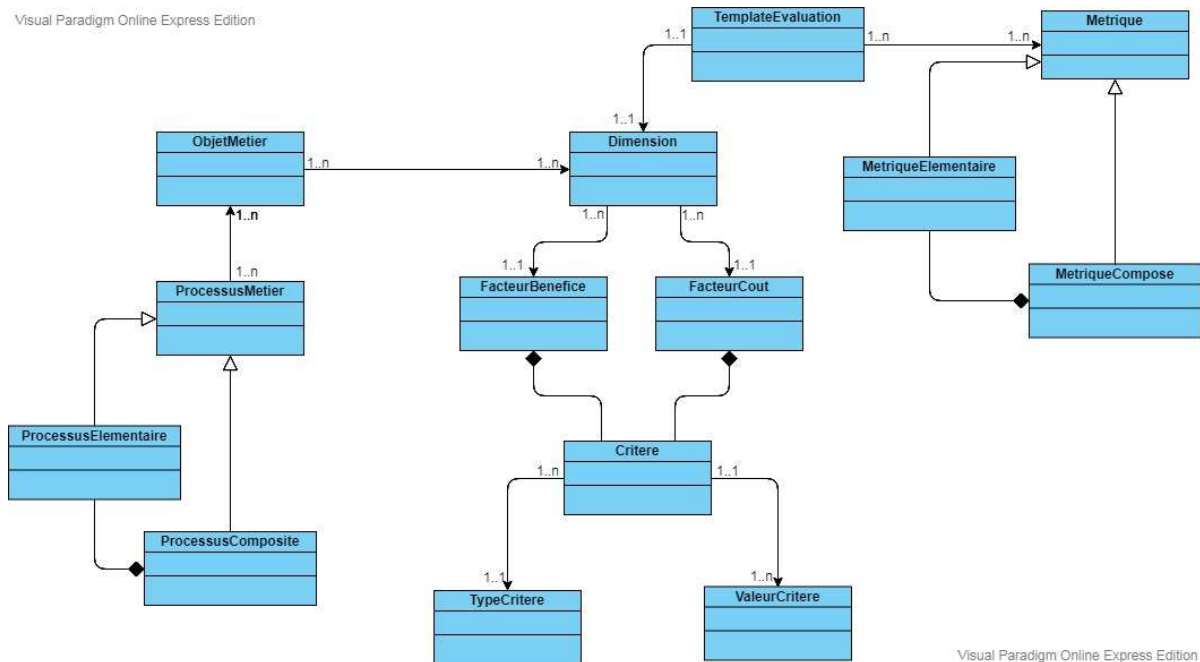 Visual Paradigm Online Express Edition
TemplateEvaluation
Metrique
1..1
1..n
1..n
1..1
ObjetMetier
Dimension
1..n
1..n
MetriqueElementaire
1..n
1..n
1..n
1..n
1..1
1..1
MetriqueCompose
ProcessusMetier
FacteurBenefice
FacteurCout
ProcessusElementaire
Critere
1..n
1..1
ProcessusComposite
1..1
1..n
TypeCritere
ValeurCritere
Visual Paradigm Online Express Edition